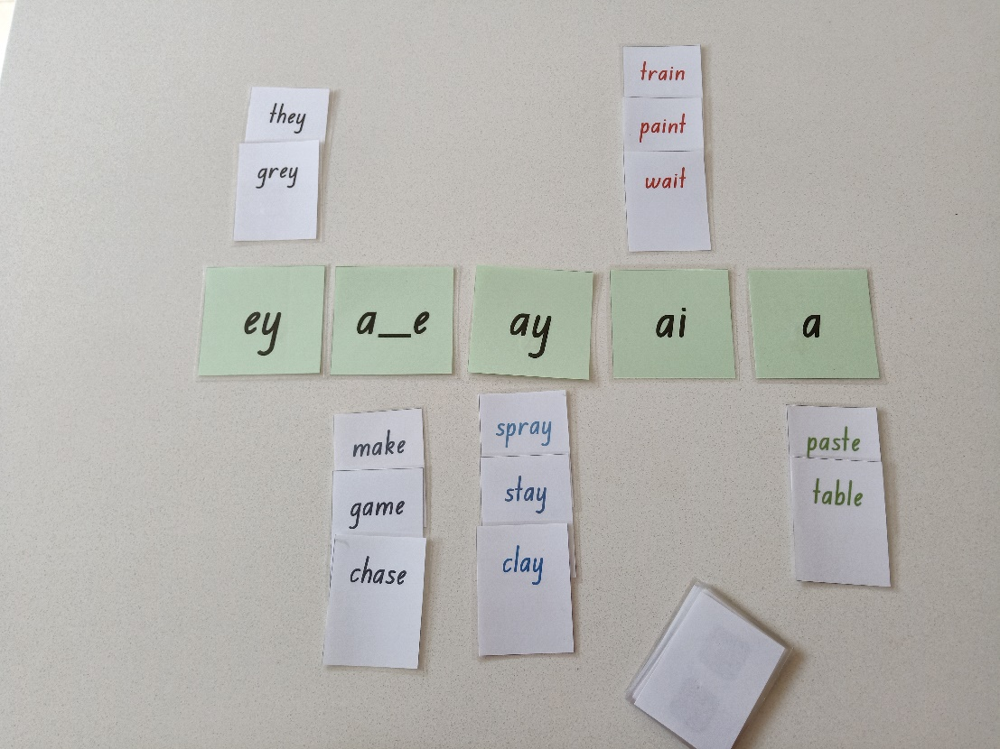 they
grey
train
paint
wait
ey
a_e
ay
ai
a
make
game
chase
spray
stay
clay
paste
table